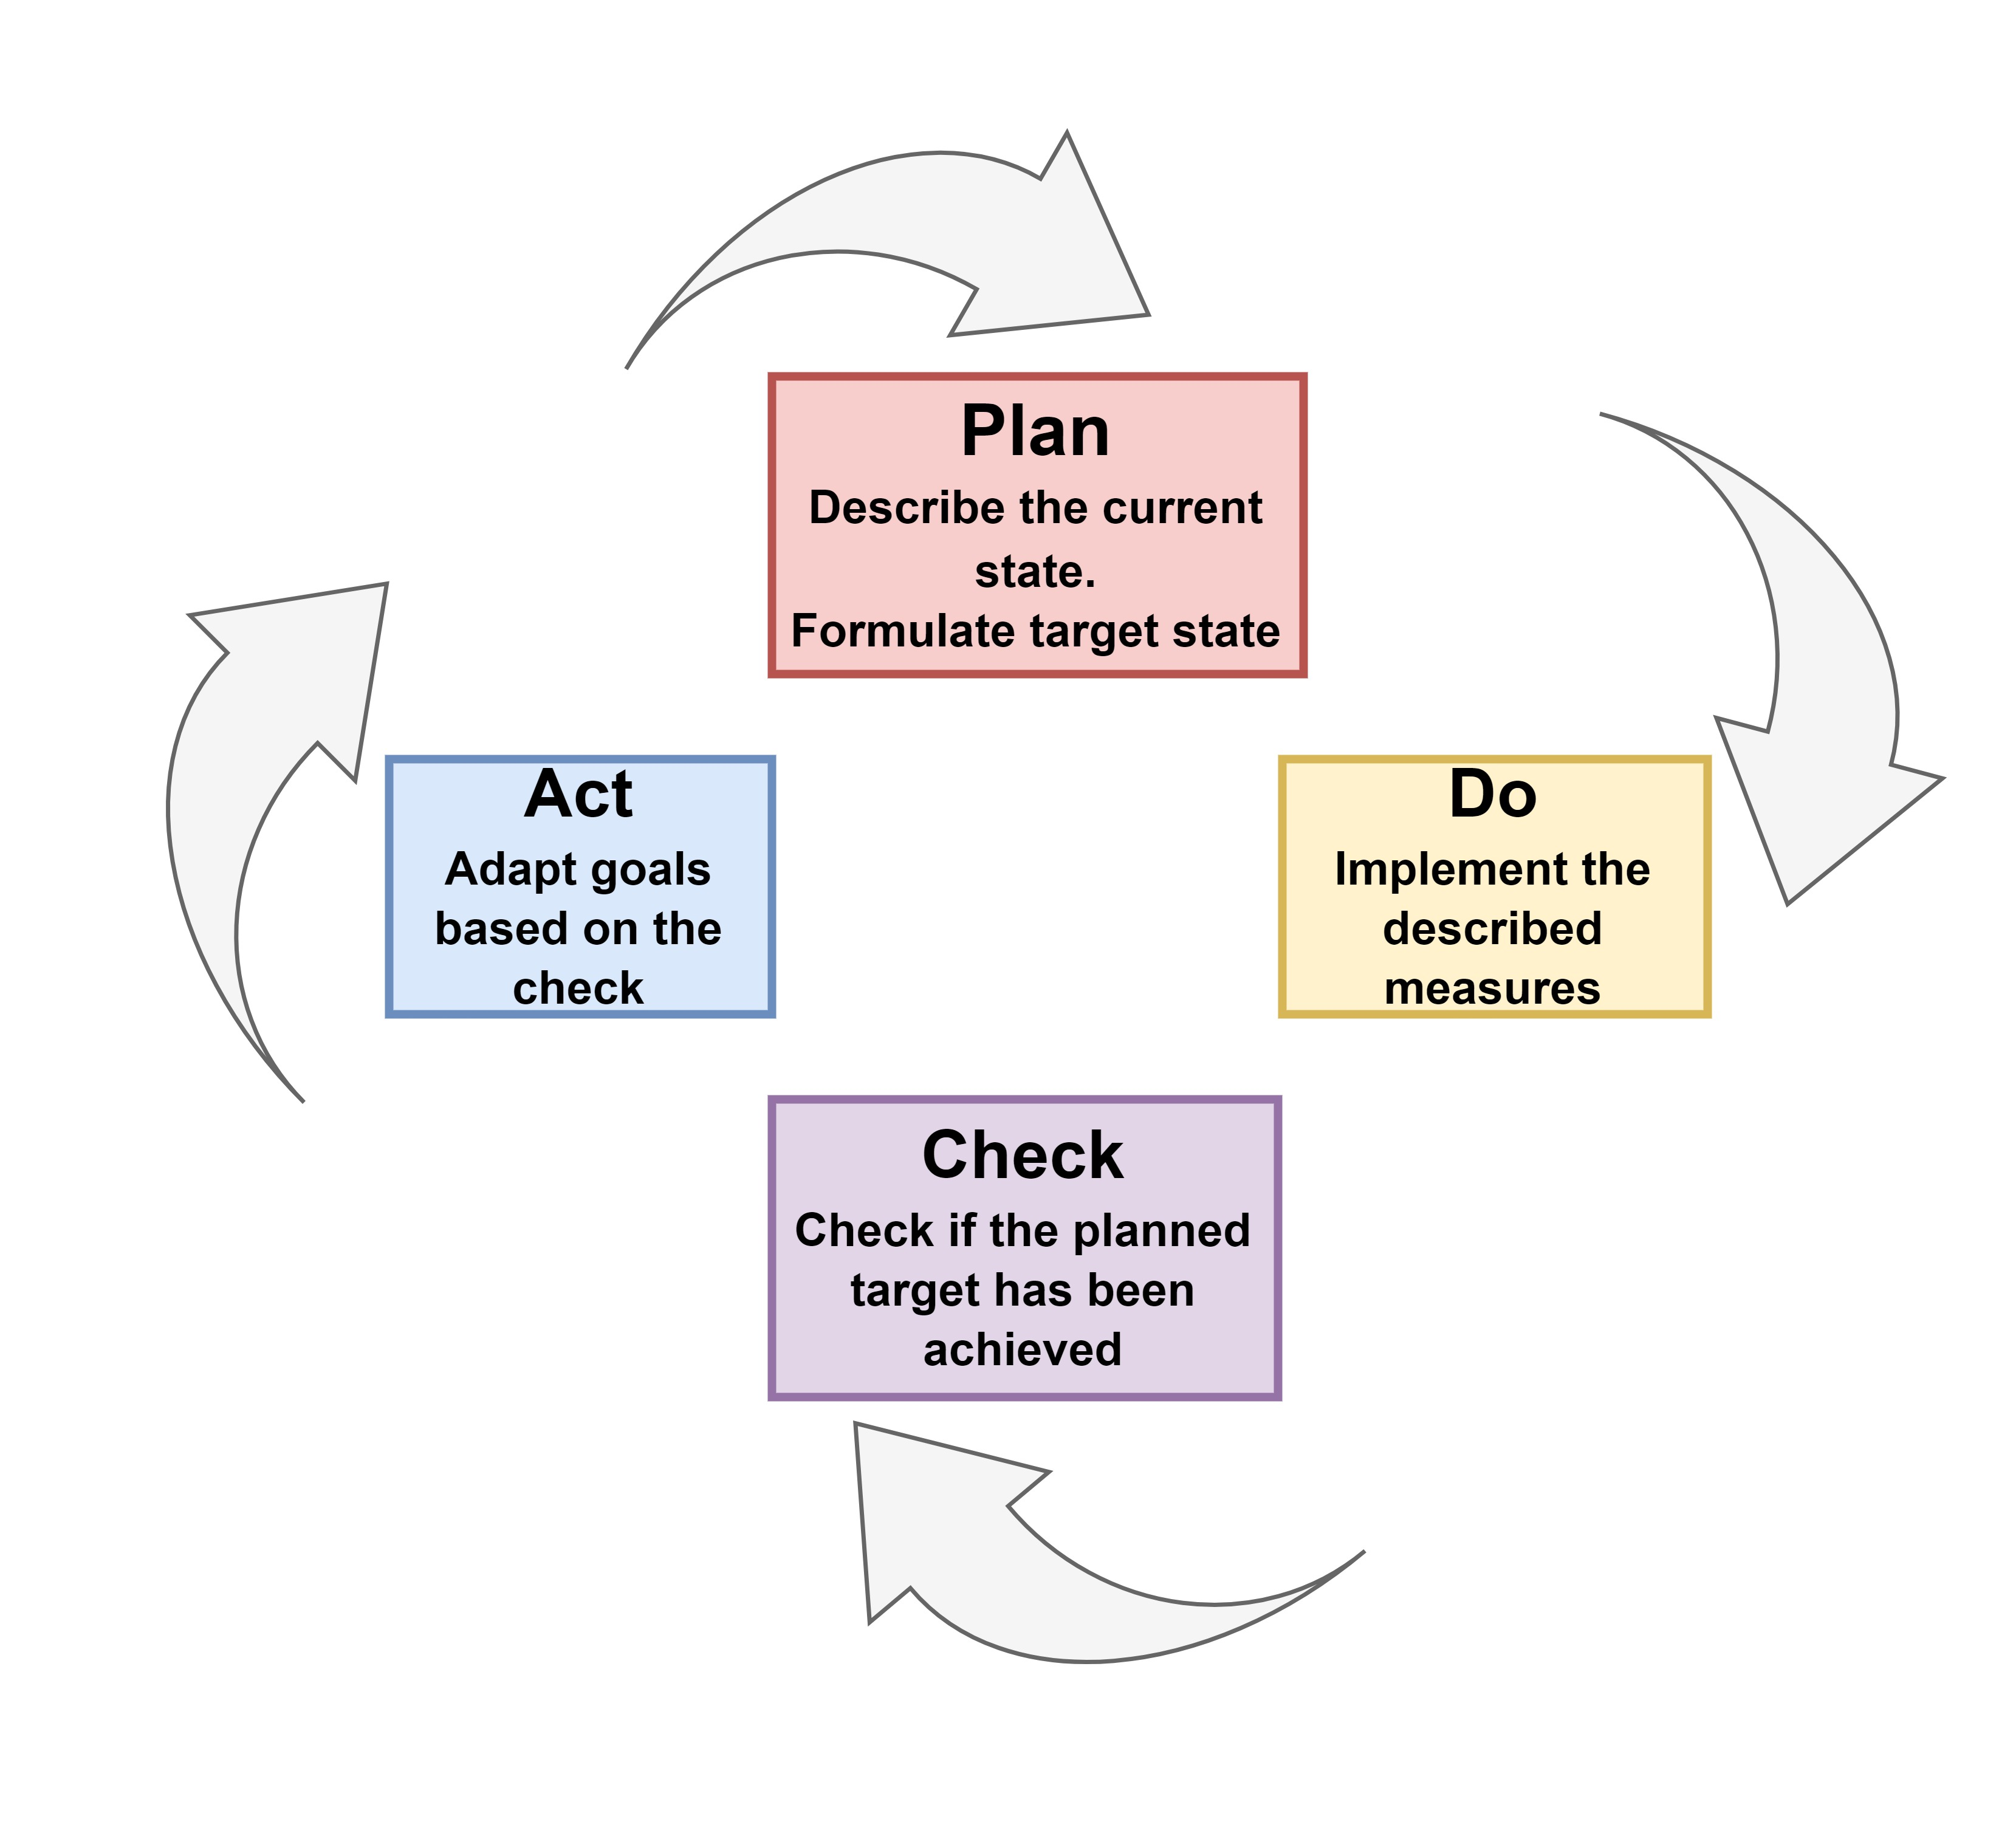 Plan
Describe the current
state.
Formulate target state
Act
Adapt goals
based on the
check
Do
Implement the
described
measures
Check
Check if the planned
target has been
achieved